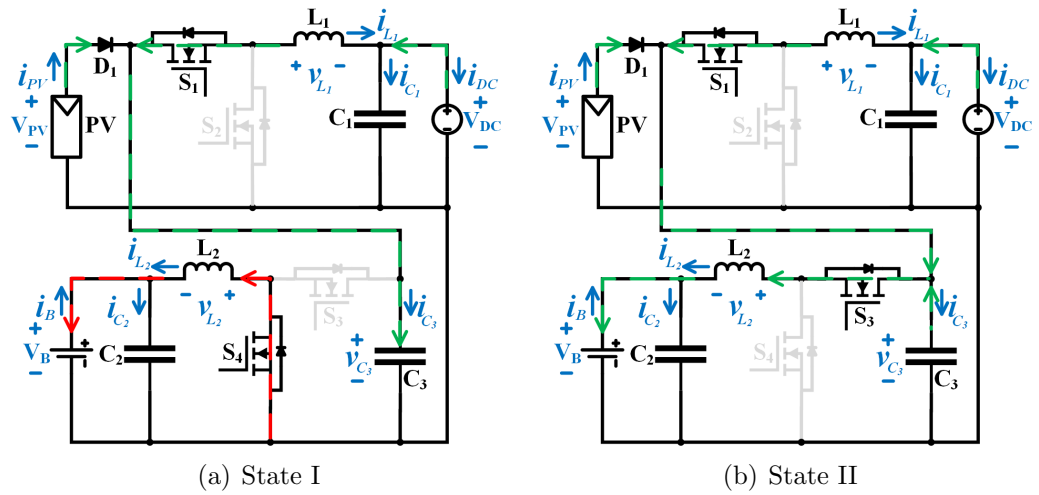 L₁ i_L₁ L₁ i_L₁
i_PV D₁ S₁ v_L₁ i_C₁ i_DC i_PV D₁ S₁ v_L₁ i_C₁ i_DC
+ + − + + + − +
V_PV PV S₂ C₁ V_DC V_PV PV S₂ C₁ V_DC
− − − −
i_L₂ L₂ i_L₂ L₂
i_B i_C₂ − v_L₂ + S₃ i_C₃ i_B i_C₂ − v_L₂ + S₃ i_C₃
+ + + + + +
V_B C₂ S₄ v_C₃ C₃ V_B C₂ S₄ v_C₃ C₃
− − − − − −
(a) State I (b) State II